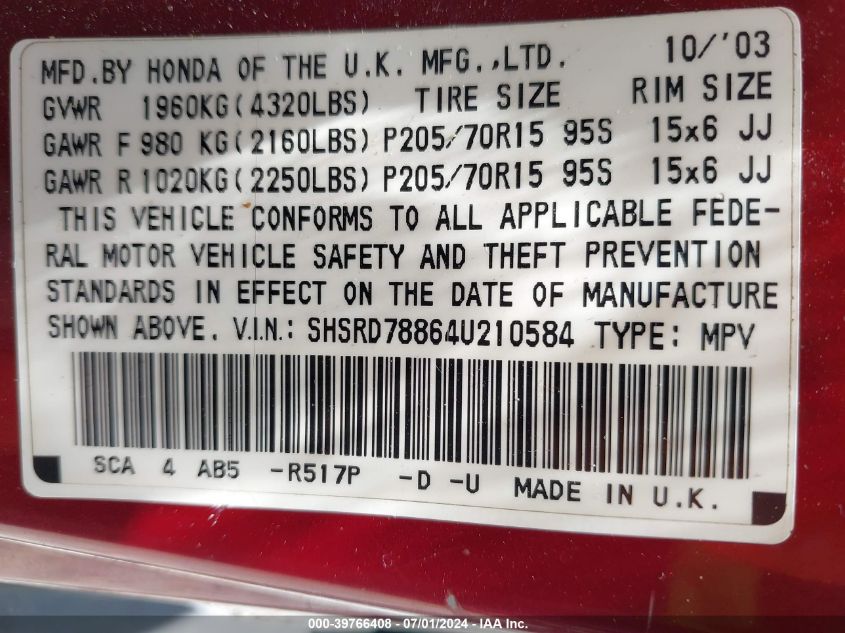 MFD.BY HONDA OF THE U.K. MFG.,LTD. 10/'03
GVWR 1960KG(4320LBS) TIRE SIZE RIM SIZE
GAWR F 980 KG(2160LBS) P205/70R15 95S 15x6 JJ
GAWR R 1020KG(2250LBS) P205/70R15 95S 15x6 JJ
THIS VEHICLE CONFORMS TO ALL APPLICABLE FEDE-
RAL MOTOR VEHICLE SAFETY AND THEFT PREVENTION
STANDARDS IN EFFECT ON THE DATE OF MANUFACTURE
SHOWN ABOVE. V.I.N.: SHSRD78864U210584 TYPE: MPV
SCA 4 AB5 -R517P -D -U MADE IN U.K.
000-39766408 - 07/01/2024 - IAAI.com